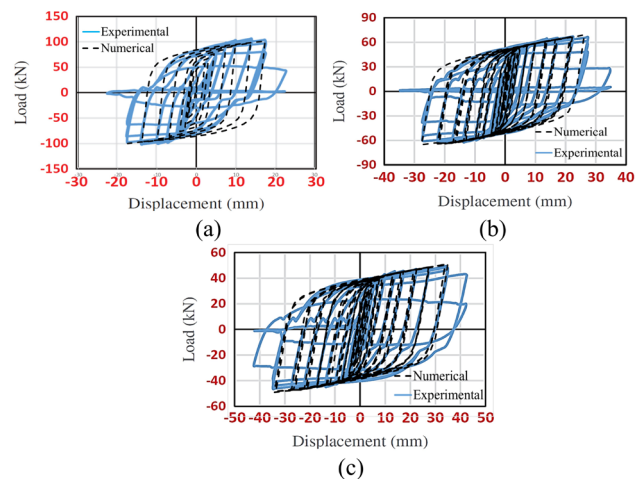 150
100
50
0
-50
-100
-150
Load (kN)
Experimental
Numerical
-30 -20 -10 0 10 20 30
Displacement (mm)
(a)
90
60
30
0
-30
-60
-90
Load (kN)
Numerical
Experimental
-40 -30 -20 -10 0 10 20 30 40
Displacement (mm)
(b)
60
40
20
0
-20
-40
-60
Load (kN)
Numerical
Experimental
-50 -40 -30 -20 -10 0 10 20 30 40 50
Displacement (mm)
(c)